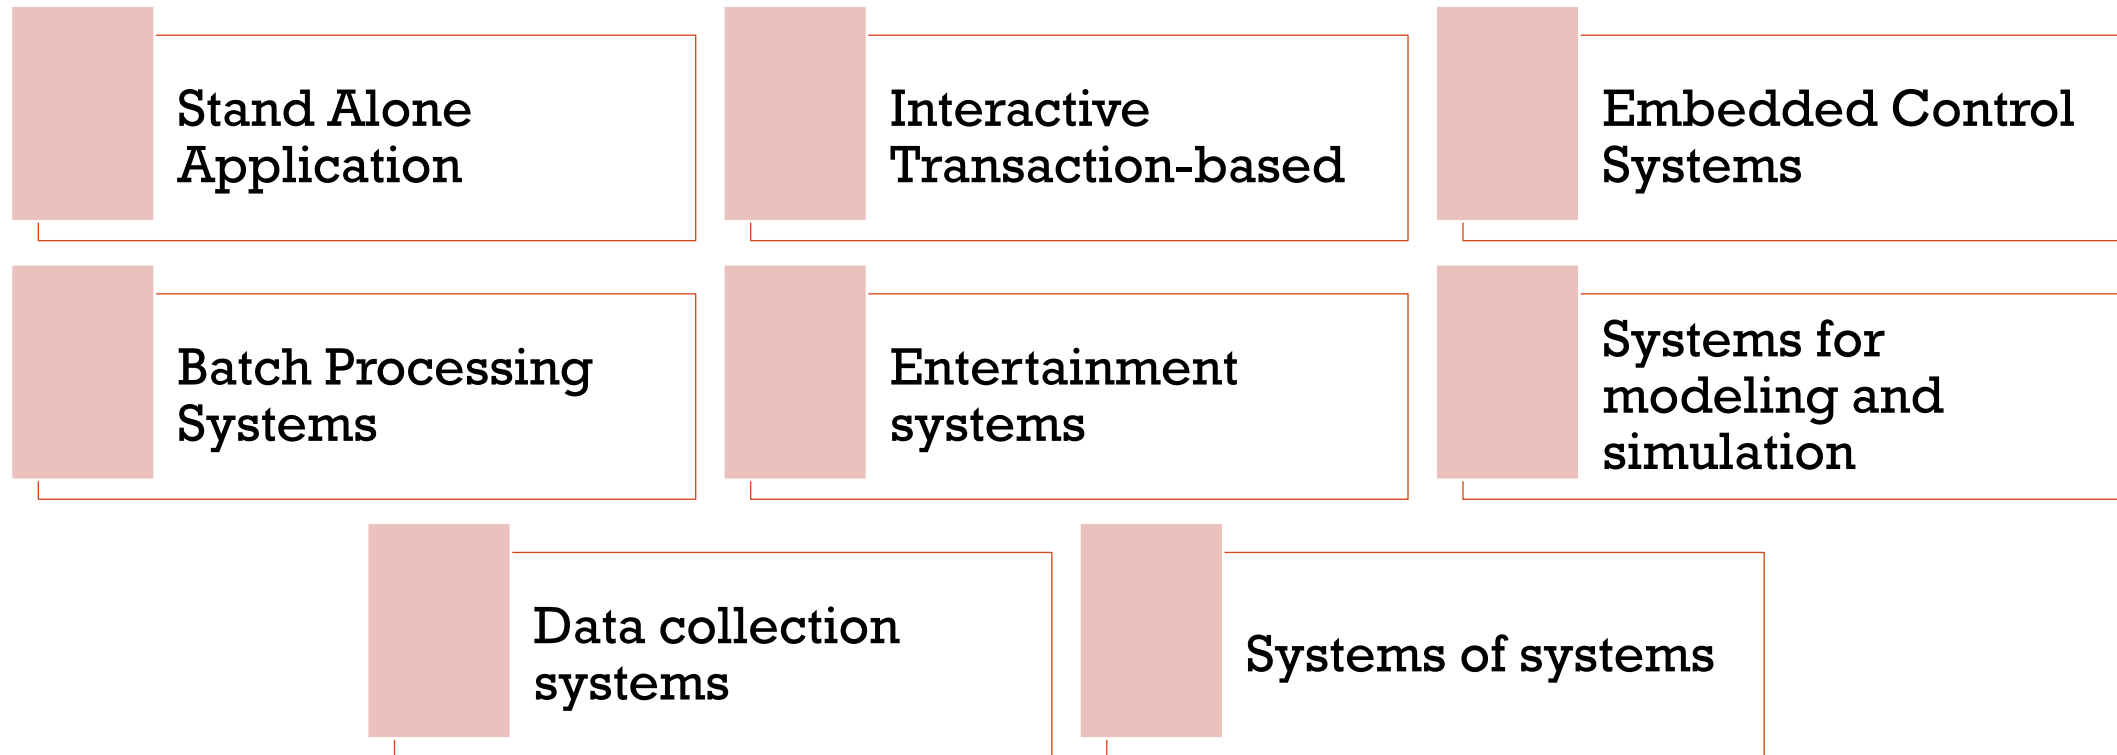 Stand Alone
Application
Interactive
Transaction-based
Embedded Control
Systems
Batch Processing
Systems
Entertainment
systems
Systems for
modeling and
simulation
Data collection
systems
Systems of systems